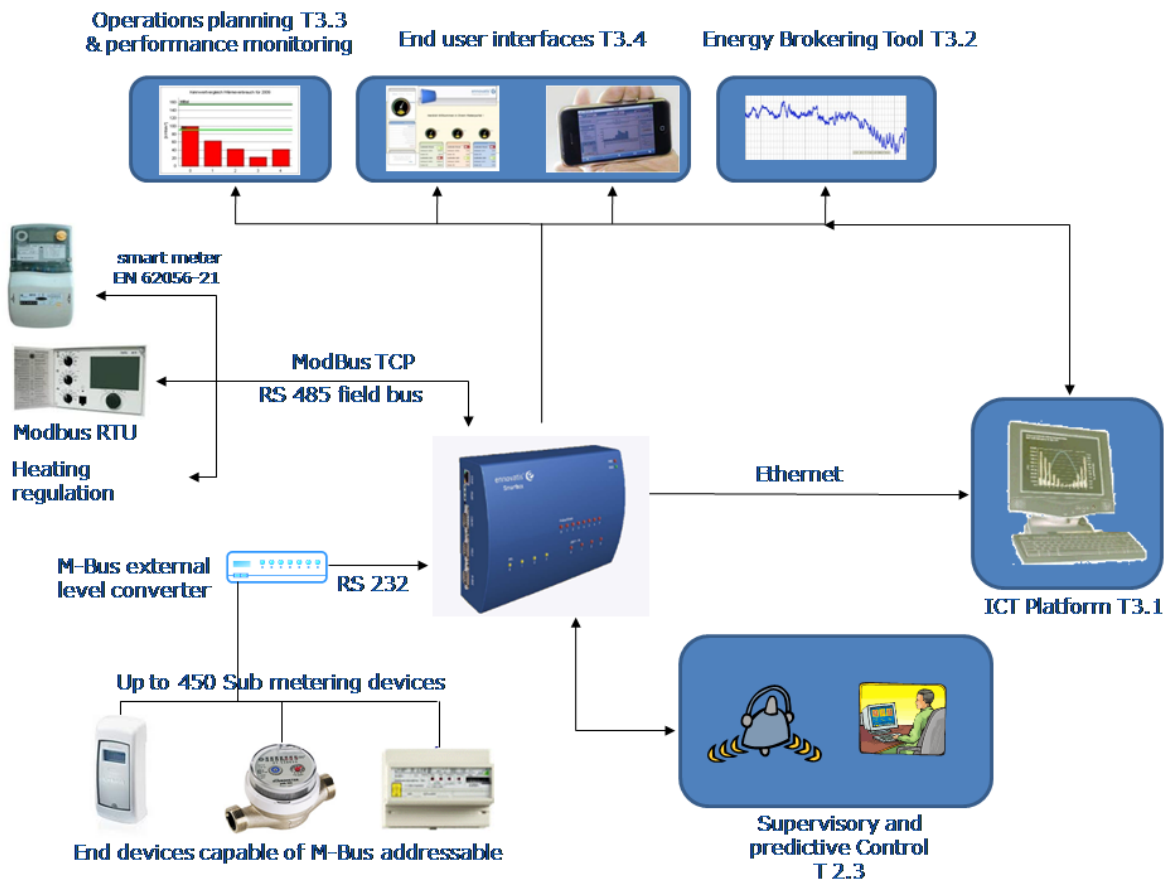 Operations planning T3.3
& performance monitoring
End user interfaces T3.4
Energy Brokering Tool T3.2
smart meter
EN 62056-21
ModBus TCP
RS 485 field bus
Modbus RTU
Heating
regulation
ennovatis
Smartbox
Ethernet
M-Bus external
level converter
RS 232
ICT Platform T3.1
Up to 450 Sub metering devices
End devices capable of M-Bus addressable
Supervisory and
predictive Control
T 2.3